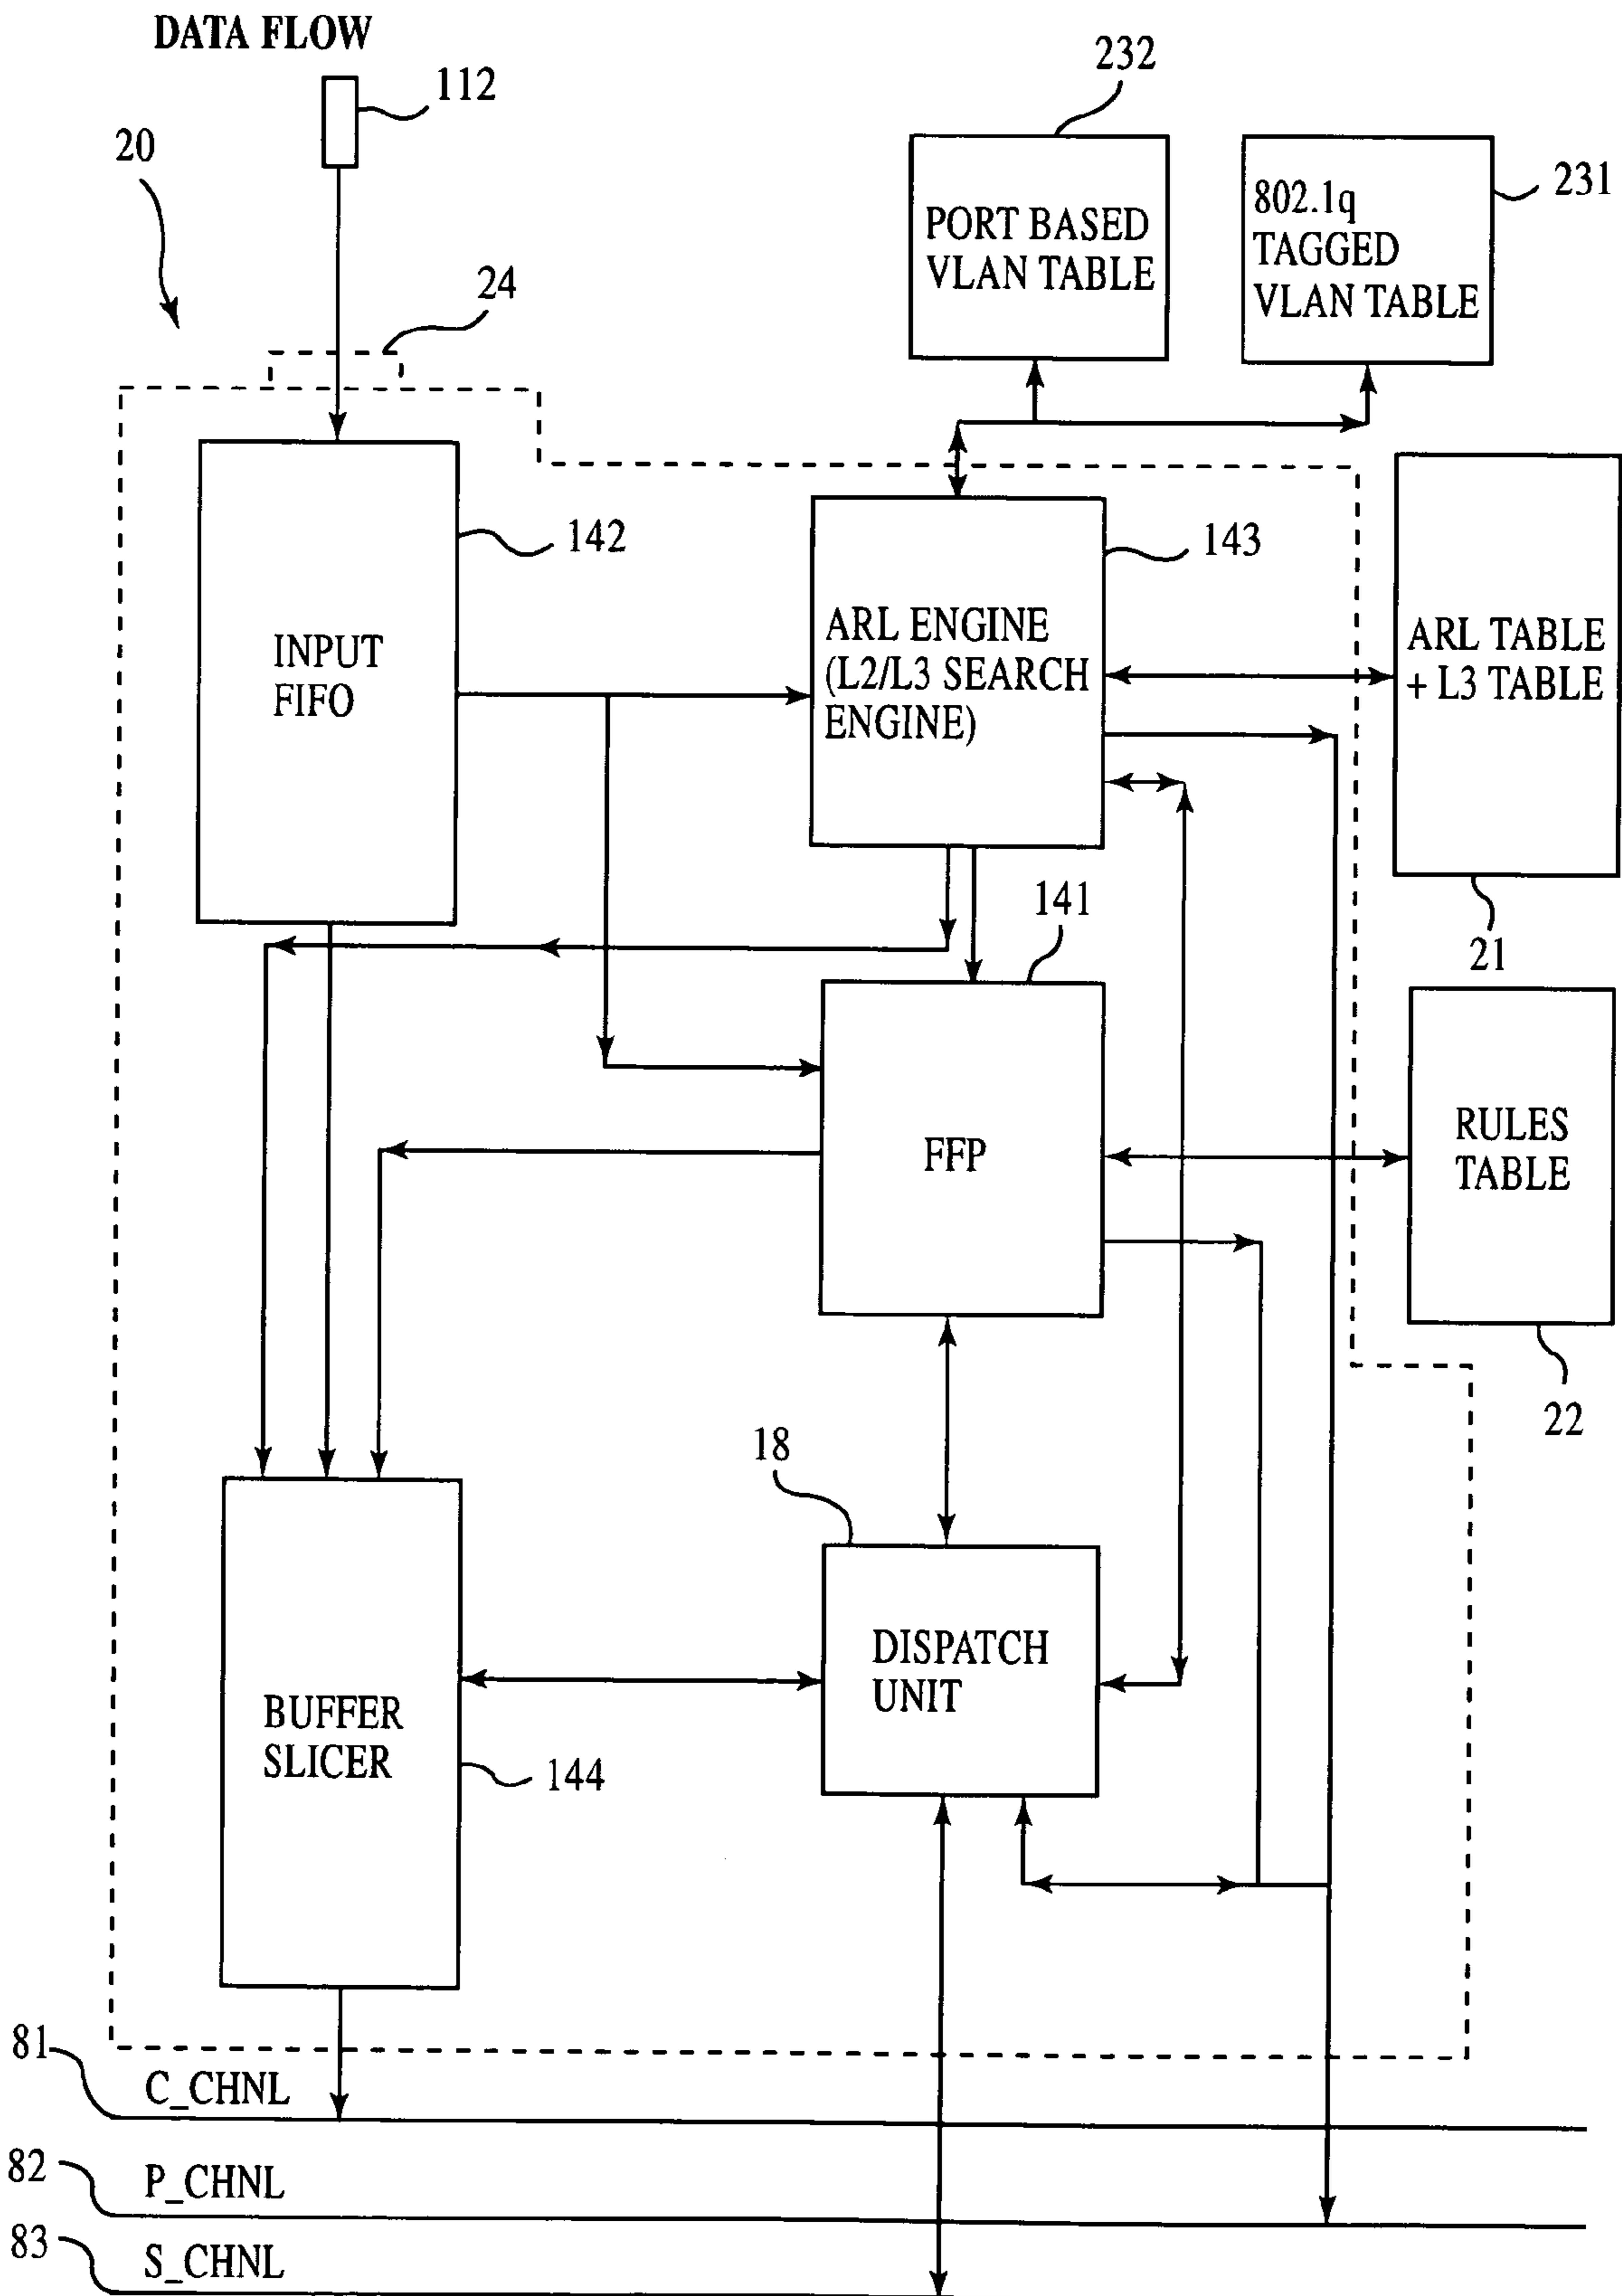 DATA FLOW
112
20
24
232
231
PORT BASED
VLAN TABLE
802.1q
TAGGED
VLAN TABLE
142
143
INPUT
FIFO
ARL ENGINE
(L2/L3 SEARCH
ENGINE)
ARL TABLE
+ L3 TABLE
21
141
FFP
RULES
TABLE
22
18
DISPATCH
UNIT
BUFFER
SLICER
144
81
C_CHNL
82
P_CHNL
83
S_CHNL